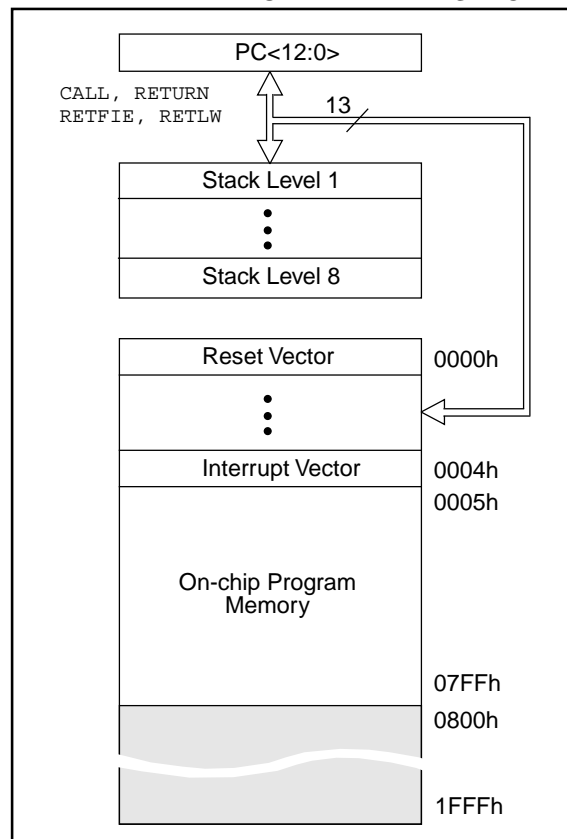 PC<12:0>
CALL, RETURN
RETFIE, RETLW
13
Stack Level 1
Stack Level 8
Reset Vector
0000h
Interrupt Vector
0004h
0005h
On-chip Program
Memory
07FFh
0800h
1FFFh